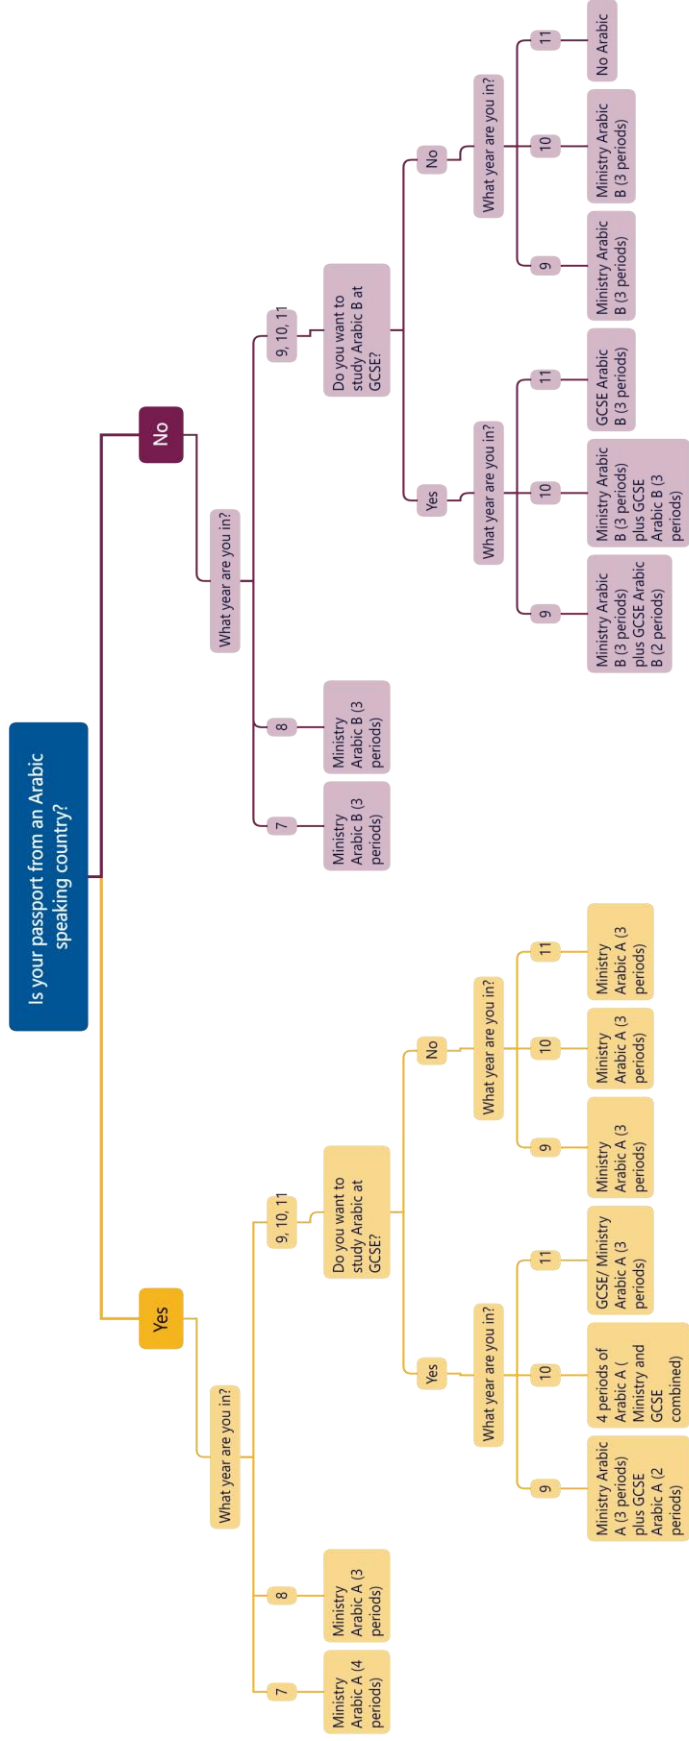 Is your passport from an Arabic
speaking country?
Yes
What year are you in?
7
Ministry
Arabic A (4
periods)
8
Ministry
Arabic A (3
periods)
9, 10, 11
Do you want to
study Arabic at
GCSE?
Yes
What year are you in?
9
Ministry Arabic
A (3 periods)
plus GCSE
Arabic A (2
periods)
10
4 periods of
Arabic A (
Ministry and
GCSE
combined)
11
GCSE/ Ministry
Arabic A (3
periods)
No
What year are you in?
9
Ministry
Arabic A (3
periods)
10
Ministry
Arabic A (3
periods)
11
Ministry
Arabic A (3
periods)
No
What year are you in?
7
Ministry
Arabic B (3
periods)
8
Ministry
Arabic B (3
periods)
9, 10, 11
Do you want to
study Arabic B at
GCSE?
Yes
What year are you in?
9
Ministry Arabic
B (3 periods)
plus GCSE Arabic
B (2 periods)
10
Ministry Arabic
B (3 periods)
plus GCSE
Arabic B (3
periods)
11
GCSE Arabic
B (3 periods)
No
What year are you in?
9
Ministry Arabic
B (3 periods)
10
Ministry Arabic
B (3 periods)
11
No Arabic